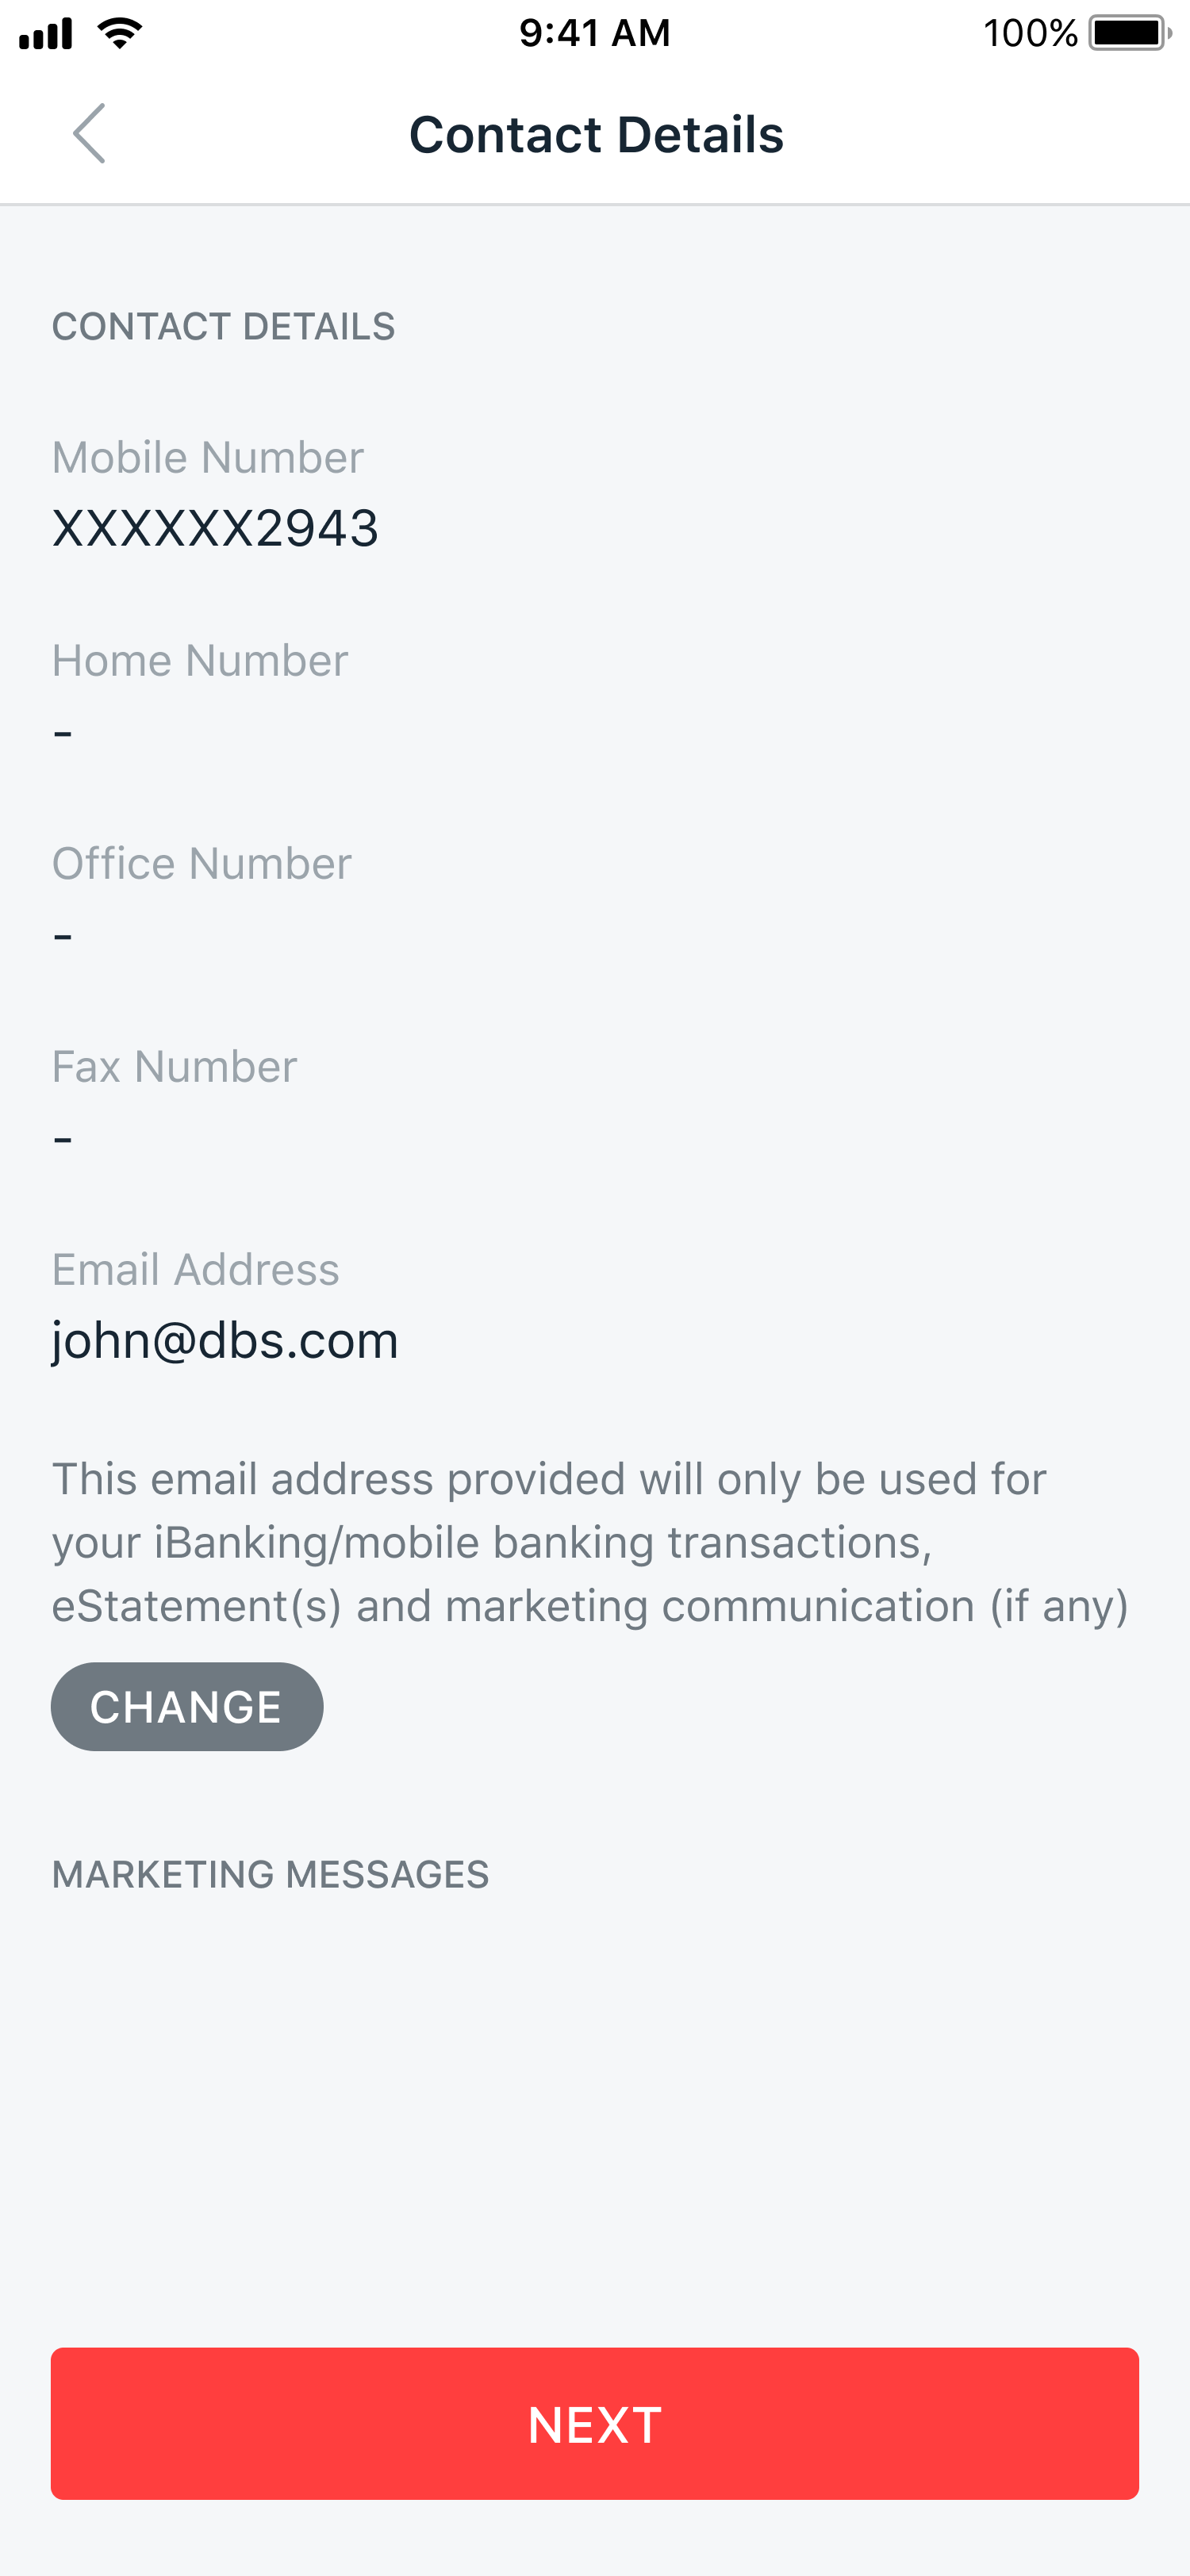 9:41 AM
100%
Contact Details
CONTACT DETAILS
Mobile Number
XXXXXX2943
Home Number
-
Office Number
-
Fax Number
-
Email Address
john@dbs.com
This email address provided will only be used for
your iBanking/mobile banking transactions,
eStatement(s) and marketing communication (if any)
CHANGE
MARKETING MESSAGES
NEXT